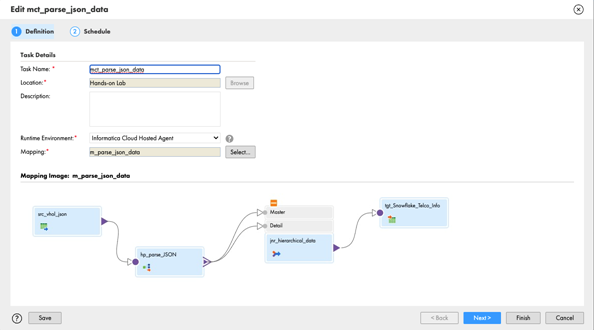 Edit mct_parse_json_data
1 Definition 2 Schedule
Task Details
Task Name: * mct_parse_json_data
Location:* Hands-on Lab Browse
Description:
Runtime Environment:* Informatica Cloud Hosted Agent ?
Mapping:* m_parse_json_data Select...
Mapping Image: m_parse_json_data
src_vhol_json
hp_parse_JSON
Master
Detail
jnr_hierarchical_data
tgt_Snowflake_Telco_Info
? Save < Back Next > Finish Cancel